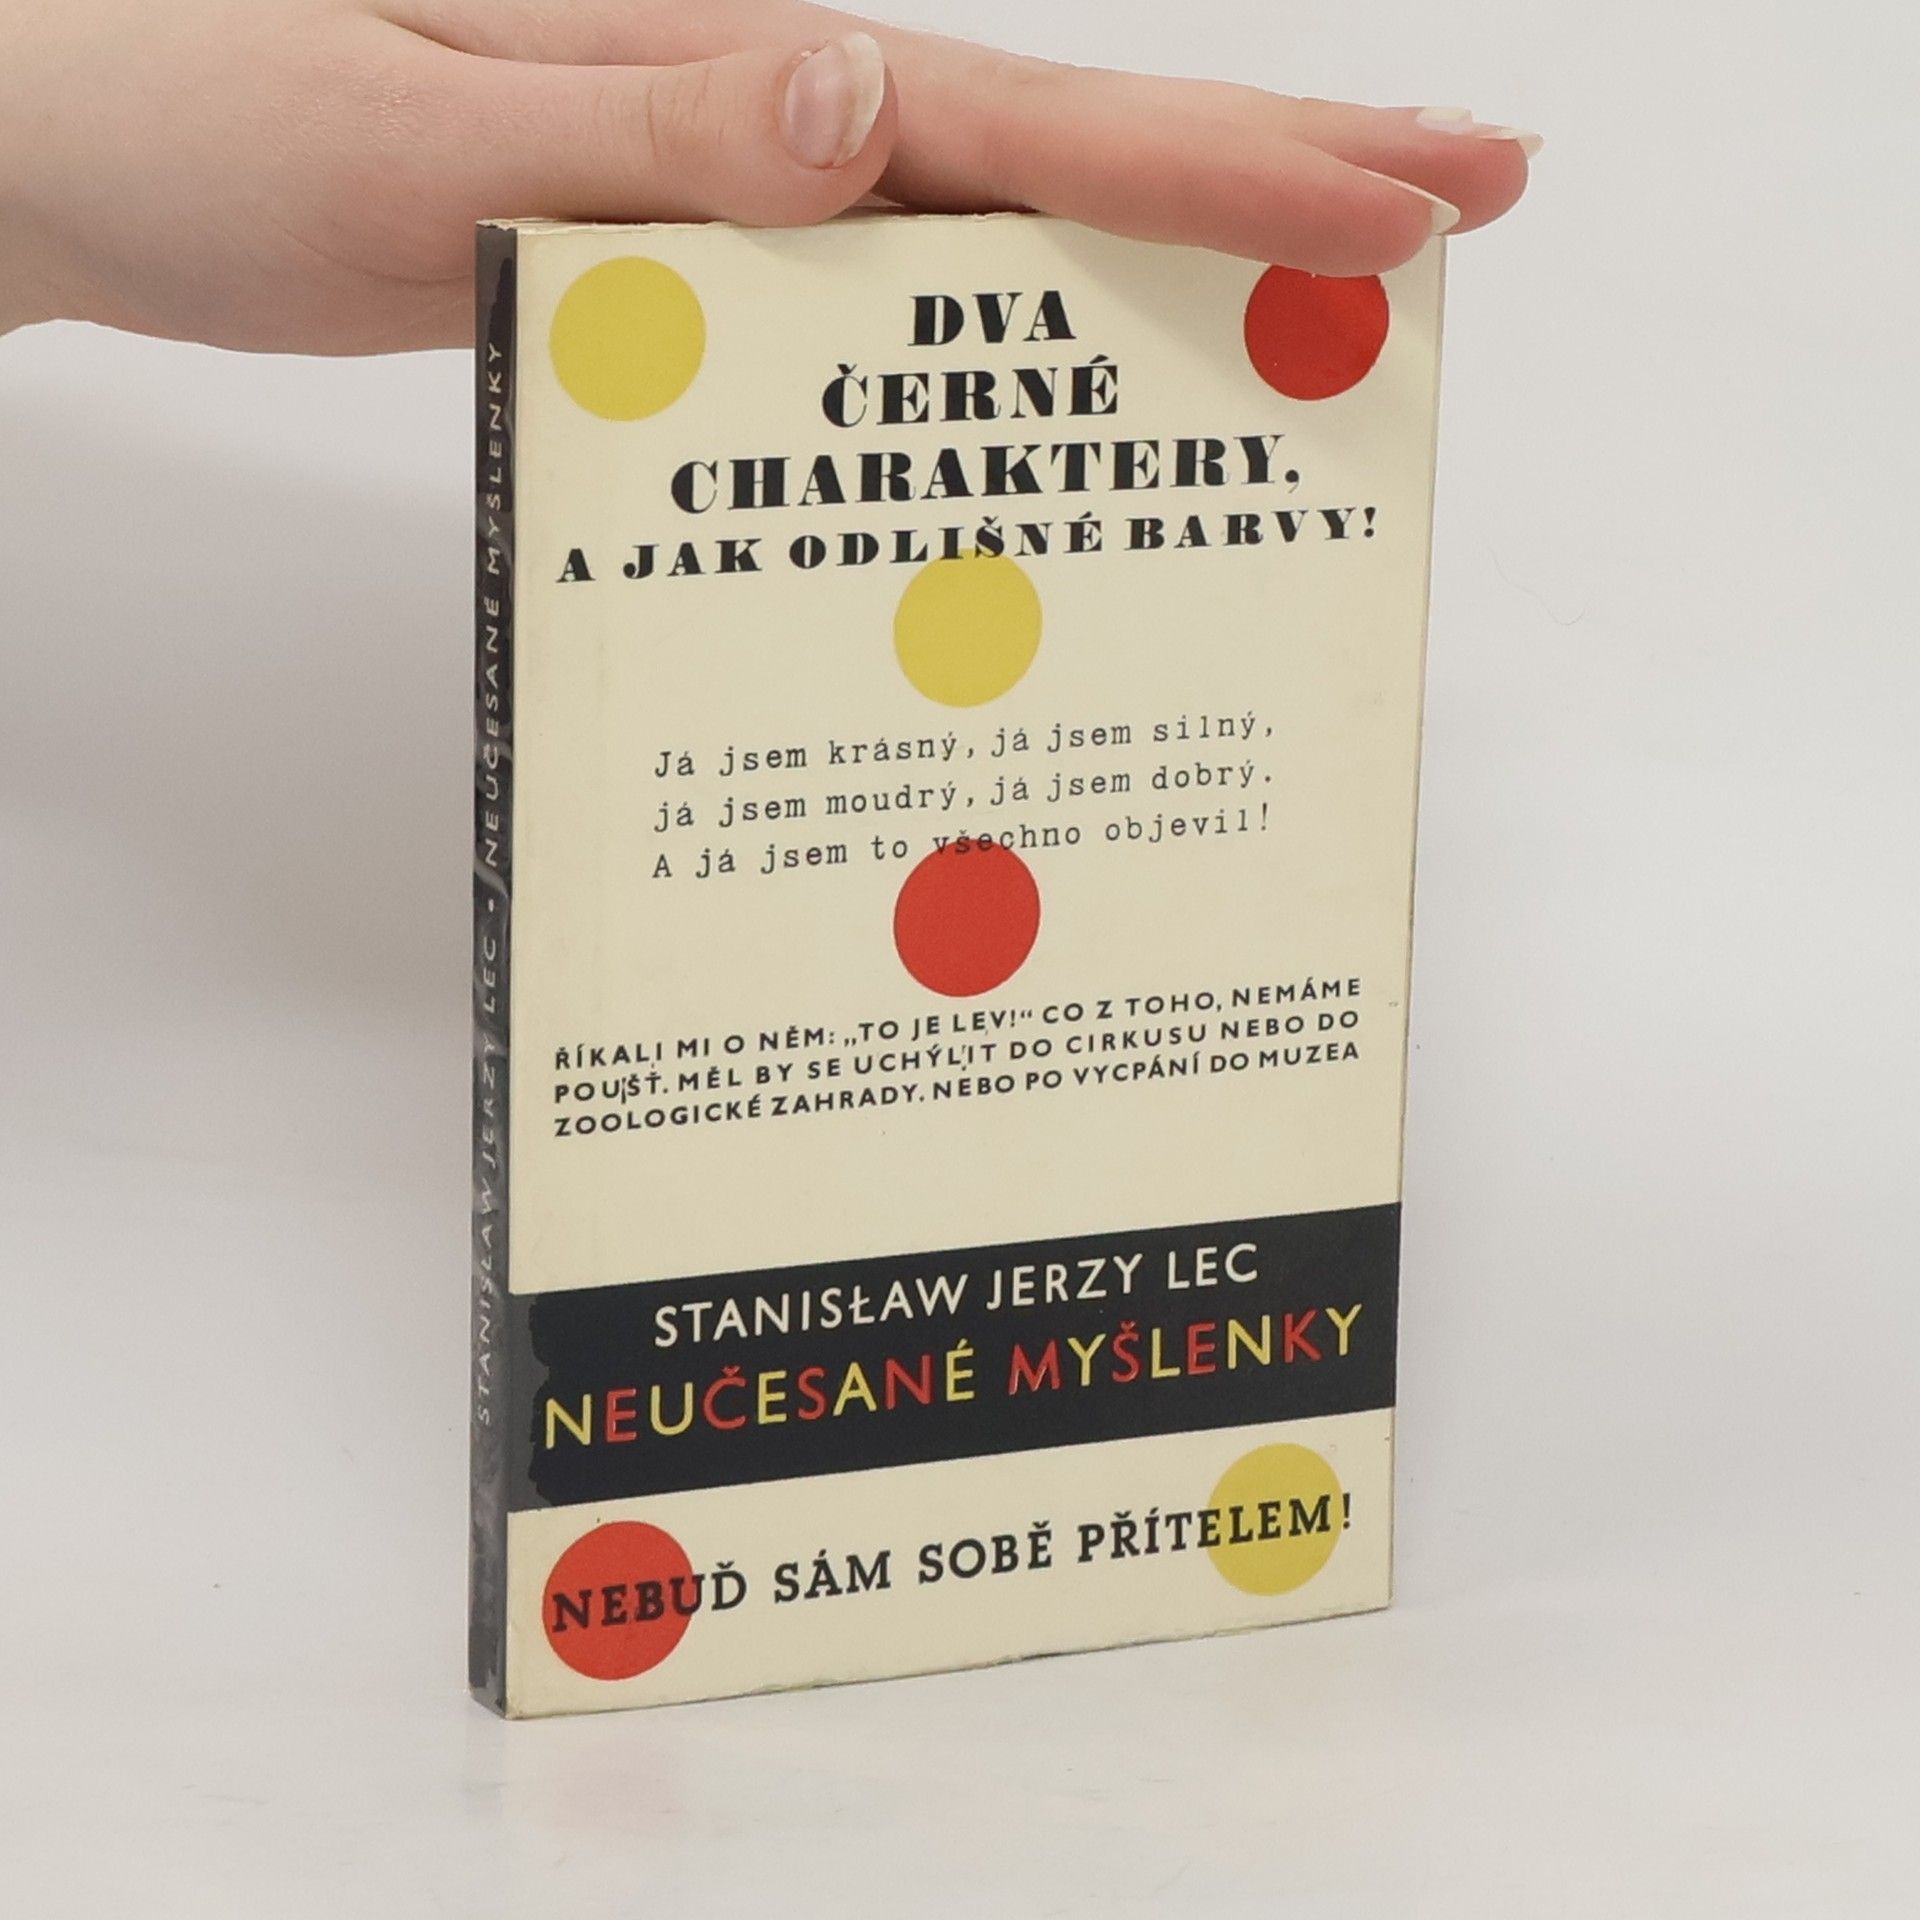 DVA
ČERNÉ
CHARAKTERY,
A JAK ODLIŠNÉ BARVY!
Já jsem krásný, já jsem silný,
já jsem moudrý, já jsem dobrý.
A já jsem to všechno objevil!
ŘÍKALI MI O NĚM: „TO JE LEV!“ CO Z TOHO, NEMÁME
POUŠŤ. MĚL BY SE UCHÝLIT DO CIRKUSU NEBO DO
ZOOLOGICKÉ ZAHRADY. NEBO PO VYCPÁNÍ DO MUZEA
STANISŁAW JERZY LEC
NEUČESANÉ MYŠLENKY
NEBUĎ SÁM SOBĚ PŘÍTELEM!
STANISŁAW JERZY LEC • NEUČESANÉ MYŠLENKY